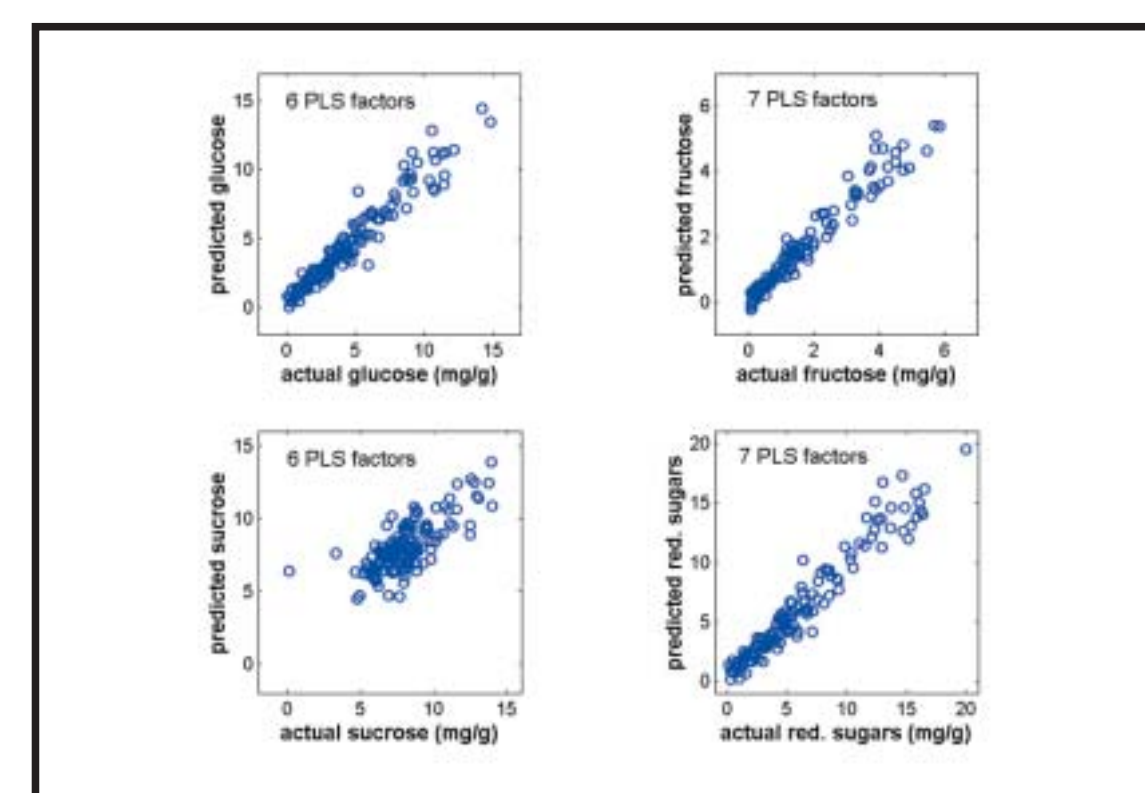 6 PLS factors
15
10
5
0
predicted glucose
0 5 10 15
actual glucose (mg/g)
7 PLS factors
6
4
2
0
predicted fructose
0 2 4 6
actual fructose (mg/g)
6 PLS factors
15
10
5
0
predicted sucrose
0 5 10 15
actual sucrose (mg/g)
7 PLS factors
20
15
10
5
0
predicted red. sugars
0 5 10 15 20
actual red. sugars (mg/g)